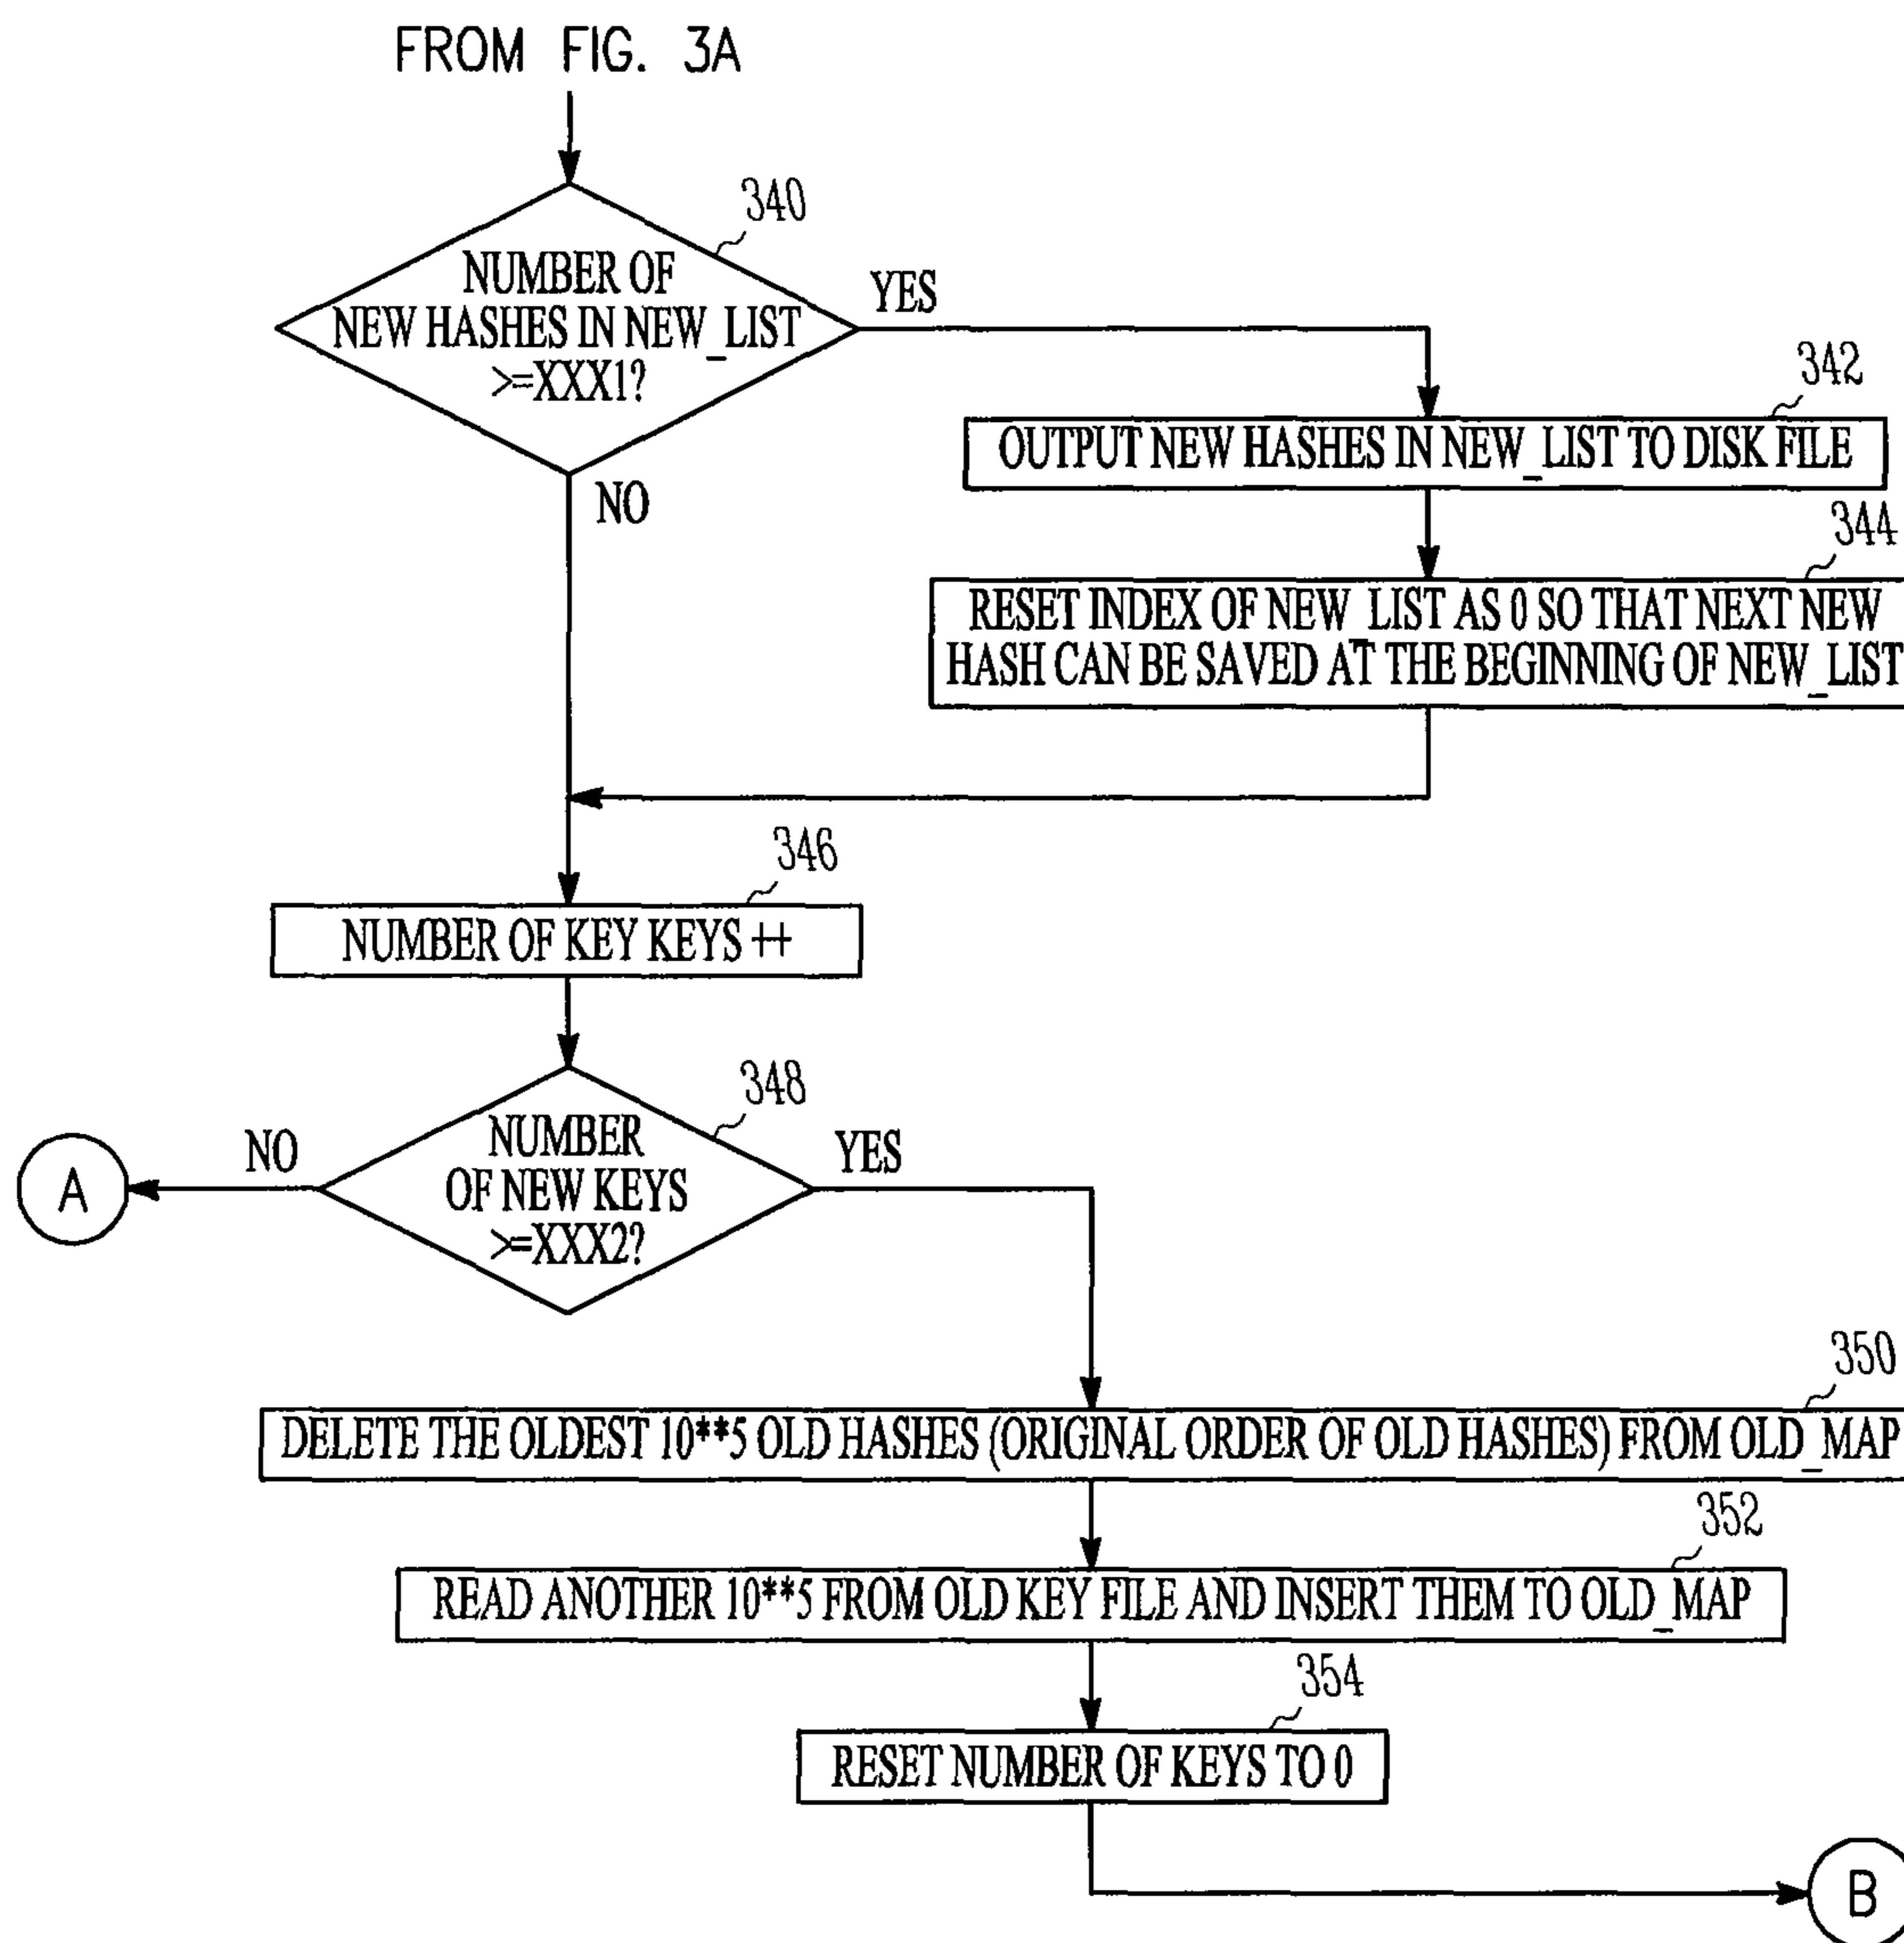 FROM FIG. 3A
340
NUMBER OF
NEW HASHES IN NEW_LIST
>=XXX1?
YES
NO
342
OUTPUT NEW HASHES IN NEW_LIST TO DISK FILE
344
RESET INDEX OF NEW_LIST AS 0 SO THAT NEXT NEW
HASH CAN BE SAVED AT THE BEGINNING OF NEW_LIST
346
NUMBER OF KEY KEYS ++
348
NUMBER
OF NEW KEYS
>=XXX2?
NO
YES
A
350
DELETE THE OLDEST 10**5 OLD HASHES (ORIGINAL ORDER OF OLD HASHES) FROM OLD_MAP
352
READ ANOTHER 10**5 FROM OLD KEY FILE AND INSERT THEM TO OLD_MAP
354
RESET NUMBER OF KEYS TO 0
B